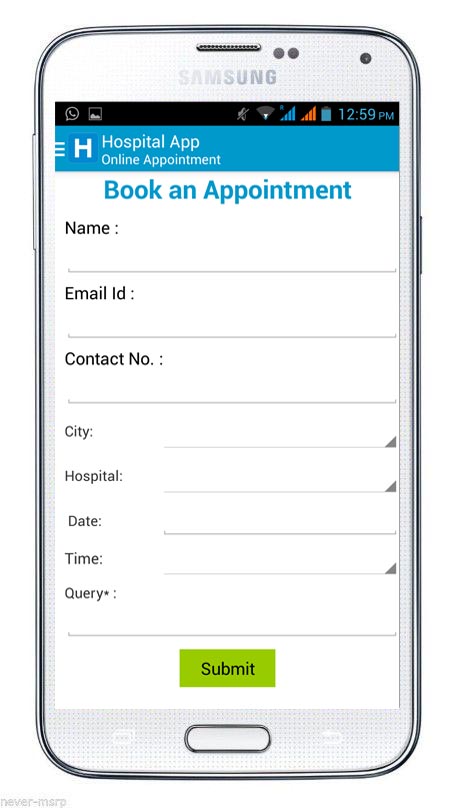 SAMSUNG
R
12:59 PM
H
Hospital App
Online Appointment
Book an Appointment
Name :
Email Id :
Contact No. :
City:
Hospital:
Date:
Time:
Query* :
Submit
never-msrp